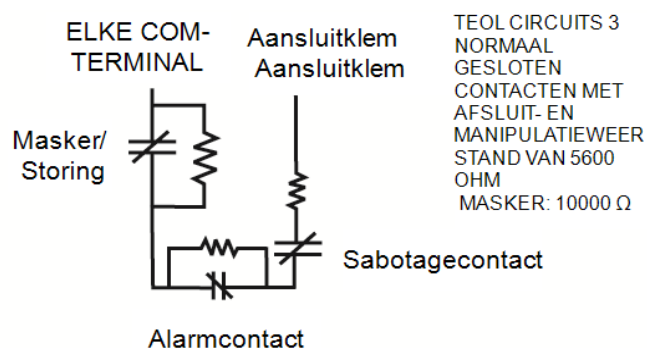 ELKE COM-
TERMINAL
Aansluitklem
Aansluitklem
TEOL CIRCUITS 3
NORMAAL
GESLOTEN
CONTACTEN MET
AFSLUIT- EN
MANIPULATIEWEER
STAND VAN 5600
OHM
MASKER: 10000 Ω
Masker/
Storing
Sabotagecontact
Alarmcontact